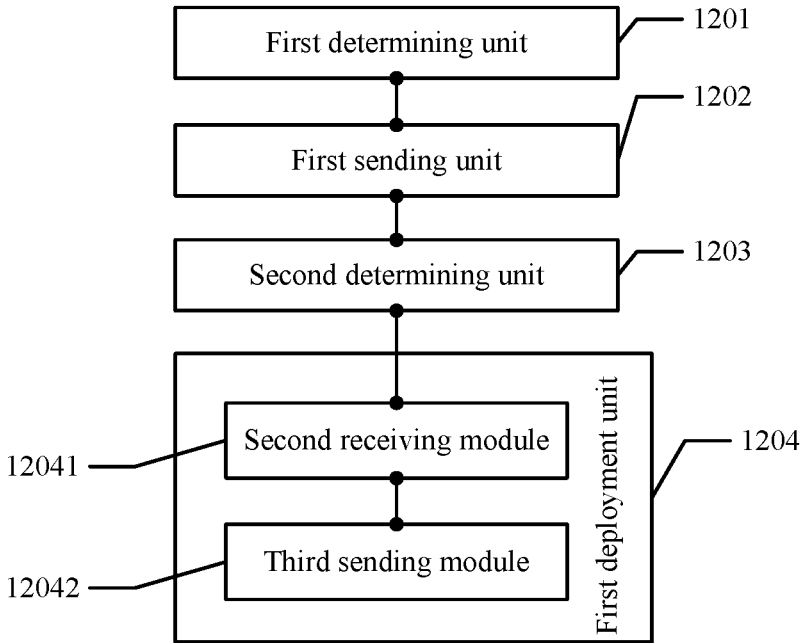 First determining unit
1201
First sending unit
1202
Second determining unit
1203
First deployment unit
1204
Second receiving module
12041
Third sending module
12042